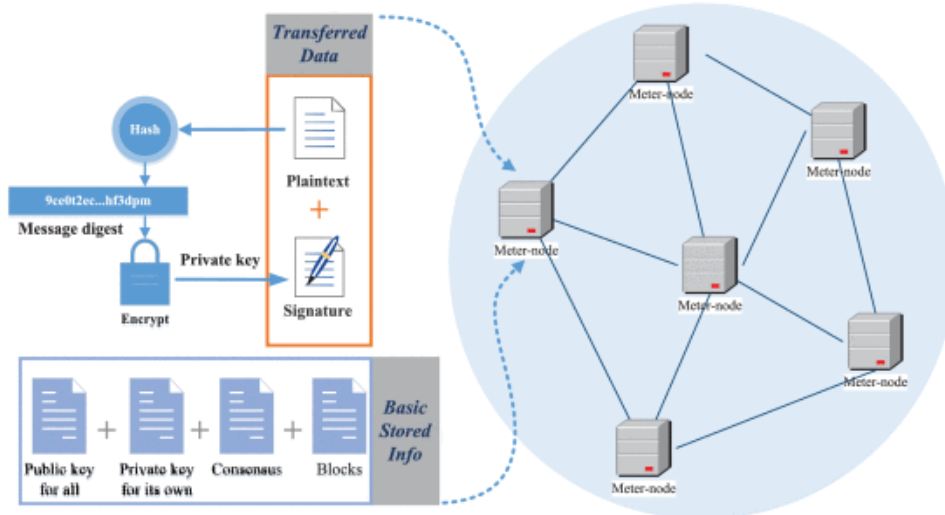 Transferred
Data
Hash
Plaintext
+
9ce0t2ec...hf3dpm
Message digest
Private key
Encrypt
Signature
Public key
for all
+
Private key
for its own
+
Consensus
+
Blocks
Basic
Stored
Info
Meter-node
Meter-node
Meter-node
Meter-node
Meter-node
Meter-node